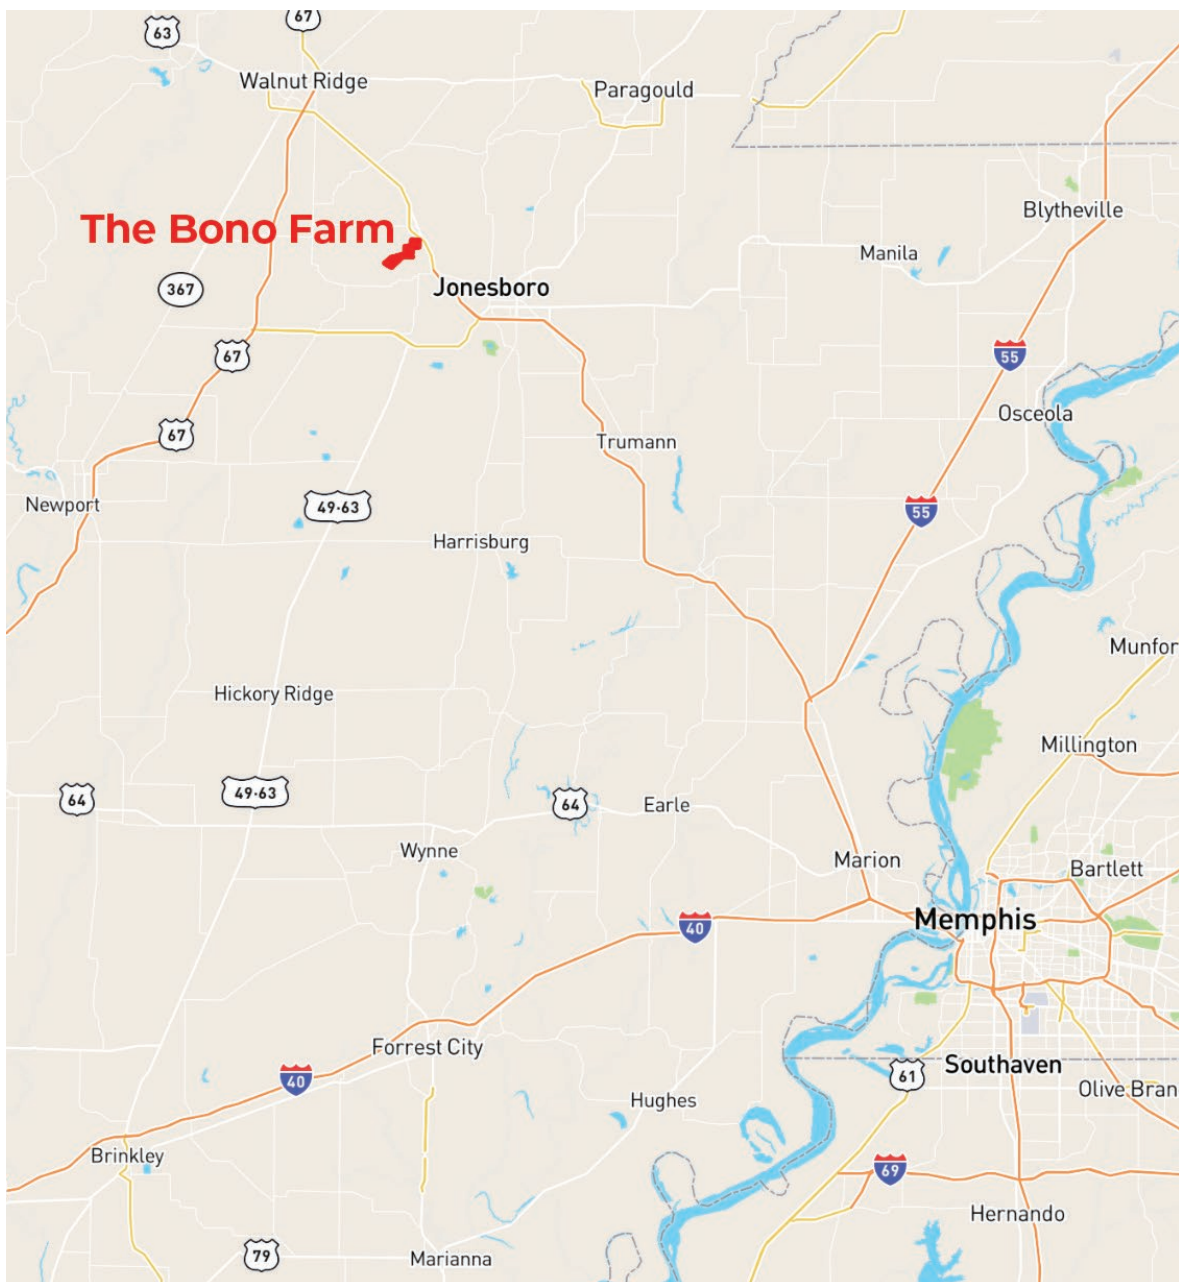 67
63
Walnut Ridge
Paragould
The Bono Farm
Blytheville
Manila
367
Jonesboro
67
55
Osceola
67
Trumann
Newport
49·63
55
Harrisburg
Munfor
Hickory Ridge
Millington
64
49·63
64
Earle
Wynne
Marion
Bartlett
Memphis
40
Forrest City
40
Southaven
61
Olive Bran
Hughes
Brinkley
69
Hernando
79
Marianna